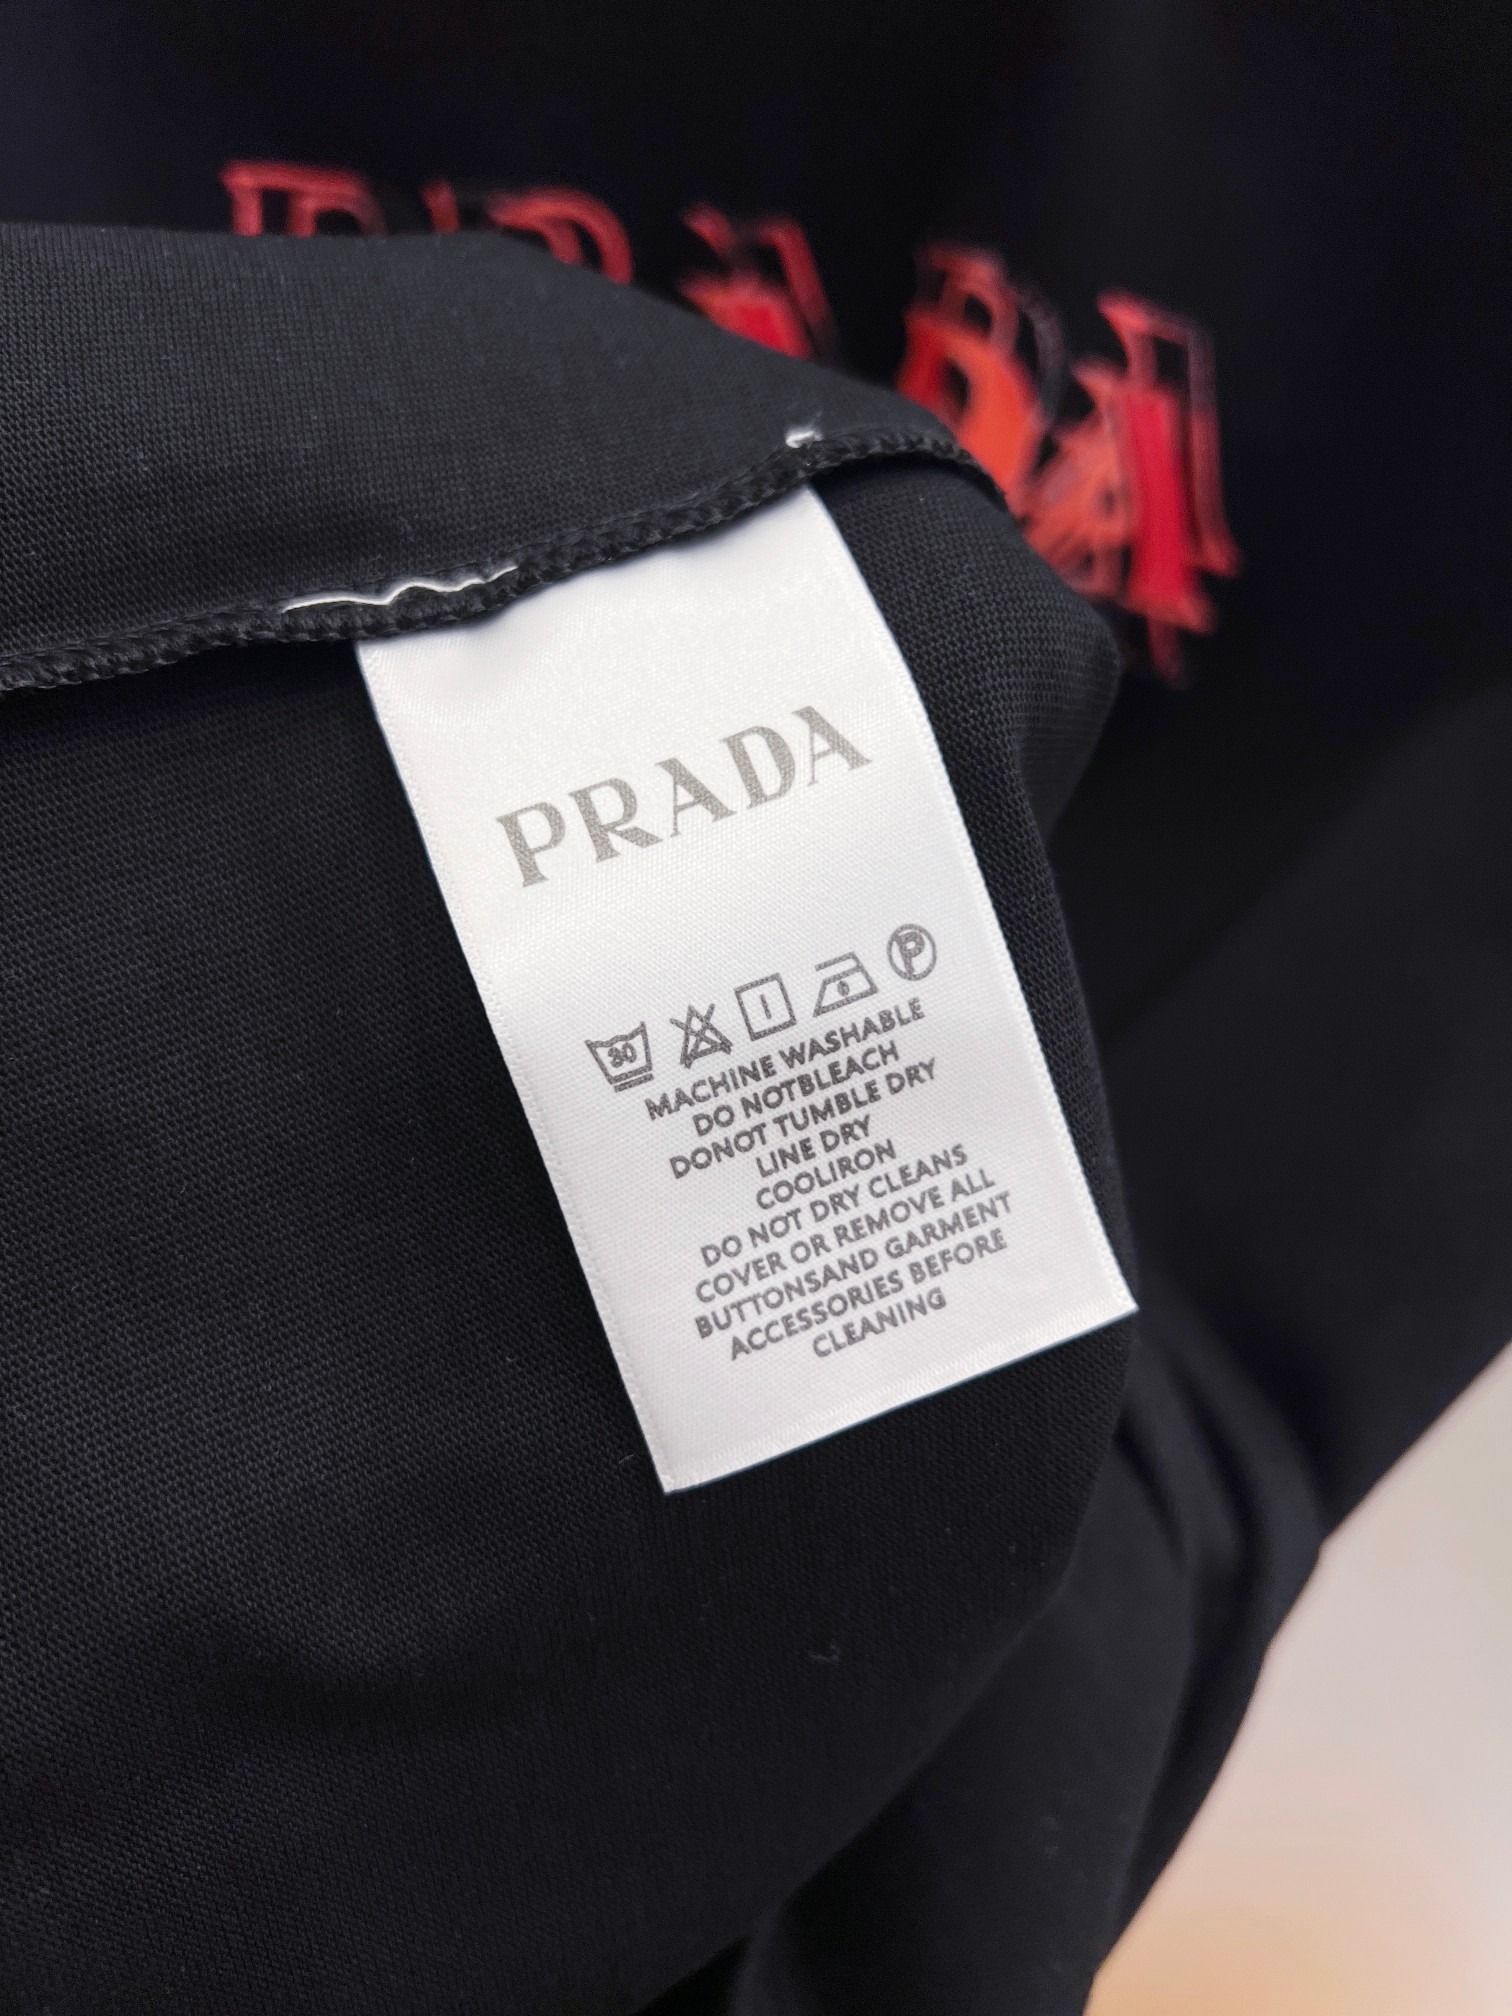 PRADA
30
P
MACHINE WASHABLE
DO NOTBLEACH
DONOT TUMBLE DRY
LINE DRY
COOLIRON
DO NOT DRY CLEANS
COVER OR REMOVE ALL
BUTTONSAND GARMENT
ACCESSORIES BEFORE
CLEANING